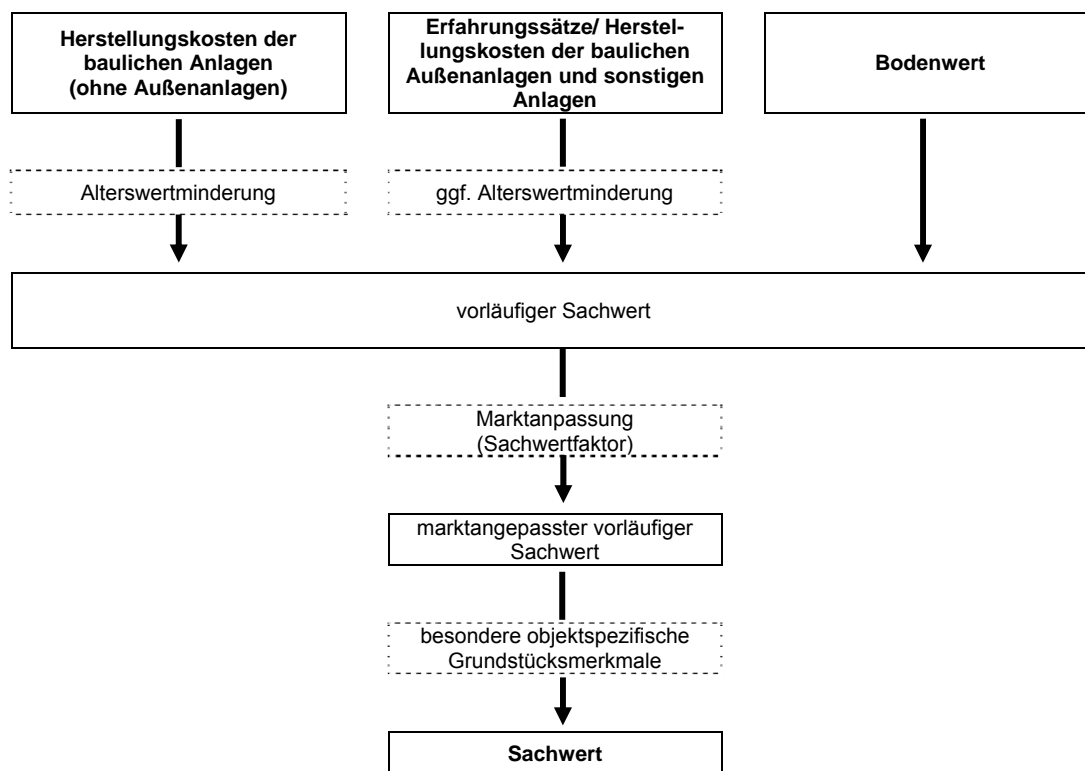 Herstellungskosten der
baulichen Anlagen
(ohne Außenanlagen)
Erfahrungssätze/ Herstel-
lungskosten der baulichen
Außenanlagen und sonstigen
Anlagen
Bodenwert
Alterswertminderung
ggf. Alterswertminderung
vorläufiger Sachwert
Marktanpassung
(Sachwertfaktor)
marktangepasster vorläufiger
Sachwert
besondere objektspezifische
Grundstücksmerkmale
Sachwert